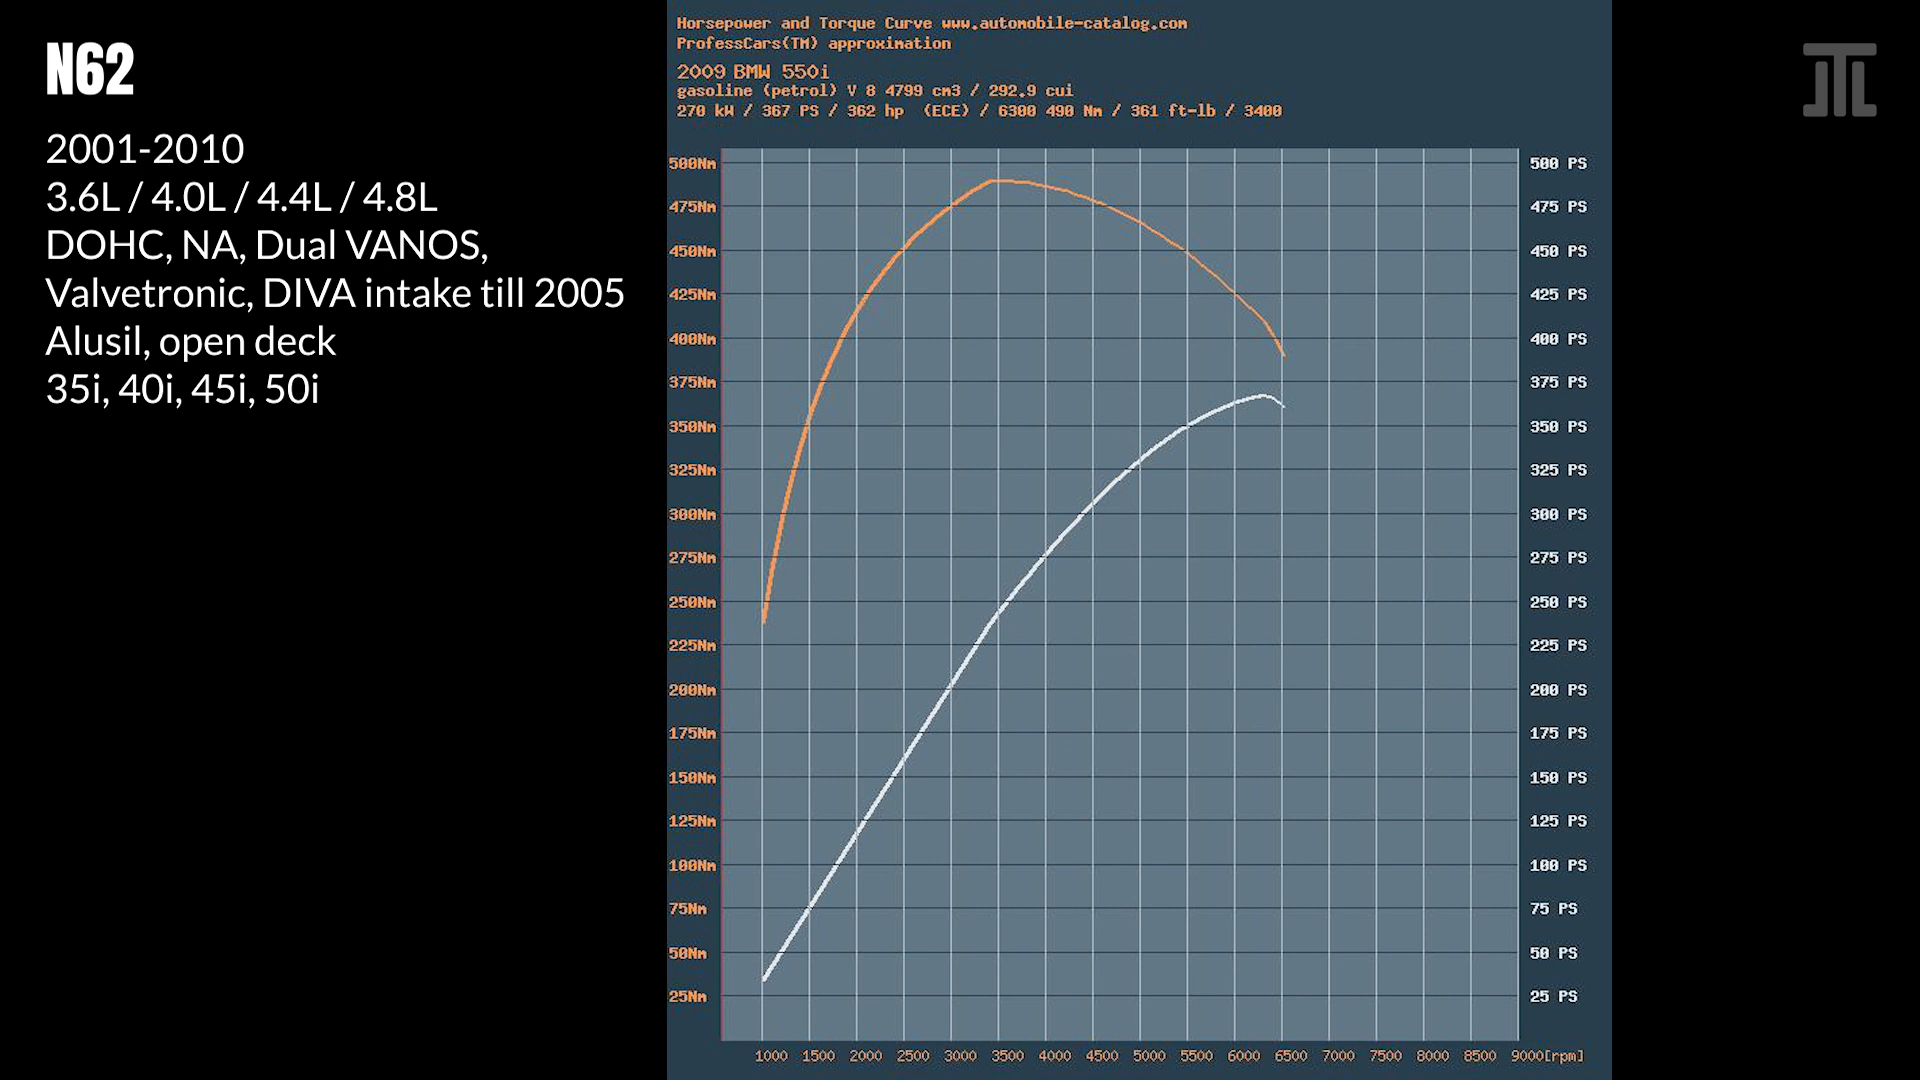 N62
2001-2010
3.6L / 4.0L / 4.4L / 4.8L
DOHC, NA, Dual VANOS,
Valvetronic, DIVA intake till 2005
Alusil, open deck
35i, 40i, 45i, 50i
Horsepower and Torque Curve www.automobile-catalog.com
ProfessCars(TM) approximation
2009 BMW 550i
gasoline (petrol) V 8 4799 cm3 / 292.9 cui
270 kW / 367 PS / 362 hp (ECE) / 6300 490 Nm / 361 ft-lb / 3400
500Nm 500 PS
475Nm 475 PS
450Nm 450 PS
425Nm 425 PS
400Nm 400 PS
375Nm 375 PS
350Nm 350 PS
325Nm 325 PS
300Nm 300 PS
275Nm 275 PS
250Nm 250 PS
225Nm 225 PS
200Nm 200 PS
175Nm 175 PS
150Nm 150 PS
125Nm 125 PS
100Nm 100 PS
75Nm 75 PS
50Nm 50 PS
25Nm 25 PS
1000 1500 2000 2500 3000 3500 4000 4500 5000 5500 6000 6500 7000 7500 8000 8500 9000[rpm]